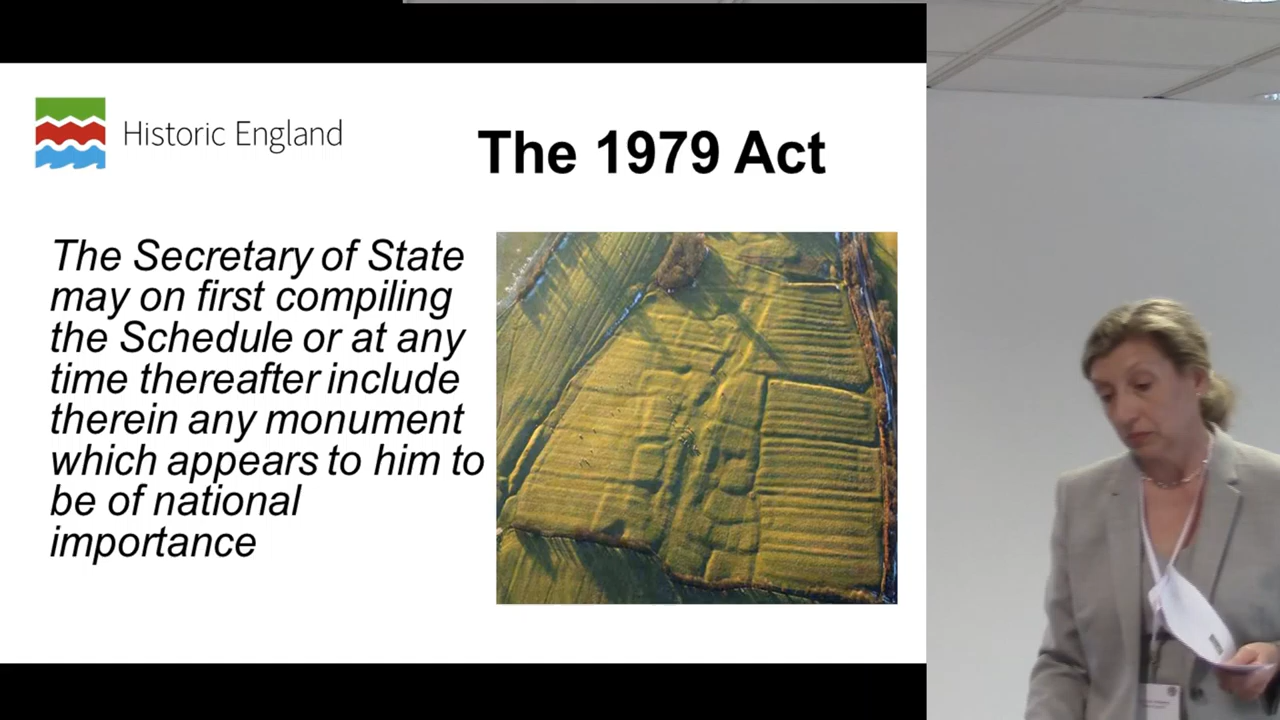 Historic England
The 1979 Act
The Secretary of State
may on first compiling
the Schedule or at any
time thereafter include
therein any monument
which appears to him to
be of national
importance